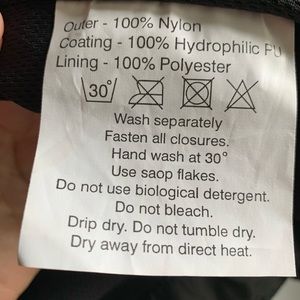 Outer - 100% Nylon
Coating - 100% Hydrophilic PU
Lining - 100% Polyester
30°
Wash separately
Fasten all closures.
Hand wash at 30°
Use saop flakes.
Do not use biological detergent.
Do not bleach.
Drip dry. Do not tumble dry.
Dry away from direct heat.